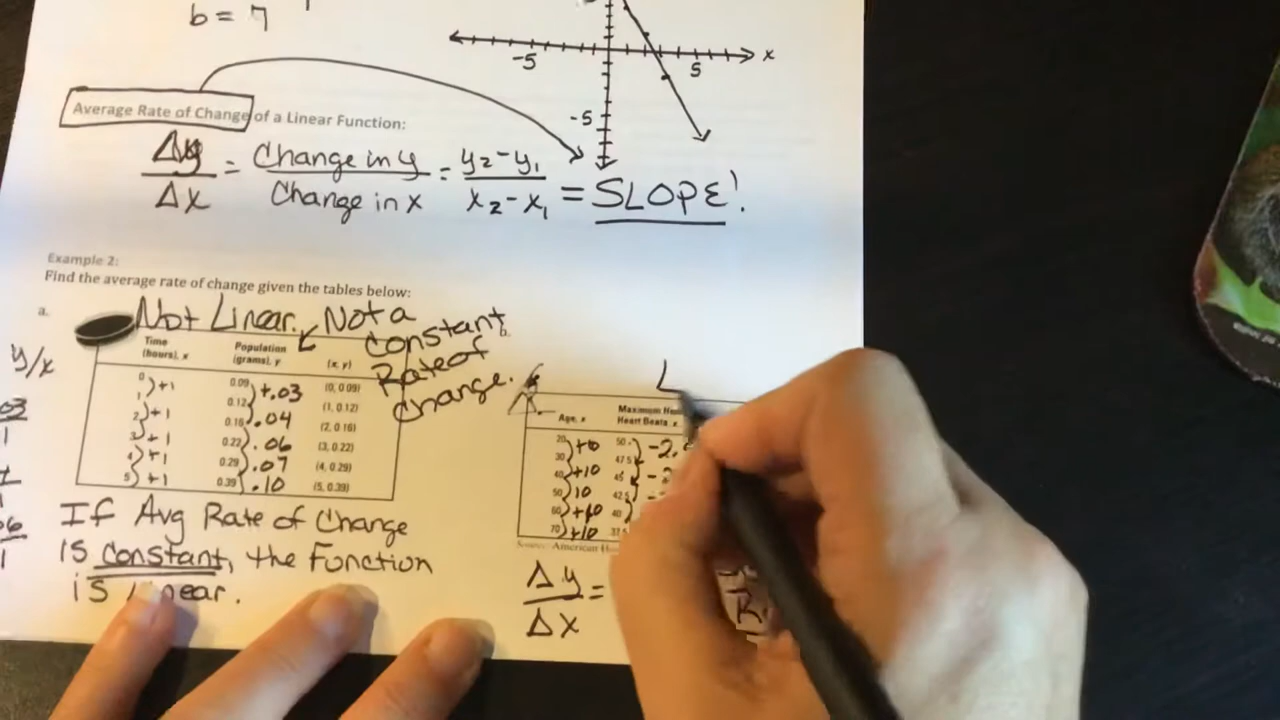 b = 7
x
-5
5
-5
Average Rate of Change of a Linear Function:
Δy/Δx = Change in y/Change in x = y₂-y₁/x₂-x₁ = SLOPE!
Example 2:
Find the average rate of change given the tables below:
a.
Not Linear. Not a
constant
Rate of
change.
y/x
b.
Time (hours), x Population (grams), y (x, y)
0 0.09 (0, 0.09)
+1 +.03
1 0.12 (1, 0.12)
+1 .04
2 0.16 (2, 0.16)
+1 .06
3 0.22 (3, 0.22)
+1 .07
4 0.29 (4, 0.29)
+1 .10
5 0.39 (5, 0.39)
If Avg Rate of Change
is constant, the Function
is Linear.
L
Age, x Maximum
Heart Beats
20 50
+10
30 47.5
+10
40 45
10
50 42.5
+10
60 40
+10
70
American
Δy/Δx =